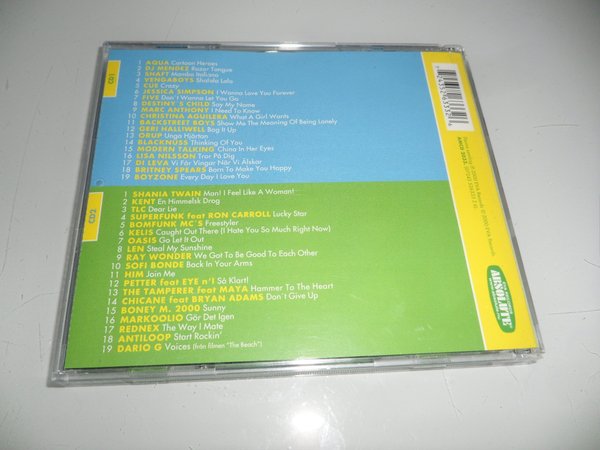 CD1
1 AQUA Cartoon Heroes
2 DJ MENDEZ Razor Tongue
3 SHAFT Mambo Italiano
4 VENGABOYS Shalala Lala
5 CUE Crazy
6 JESSICA SIMPSON I Wanna Love You Forever
7 FIVE Don´t Wanna Let You Go
8 DESTINY´S CHILD Say My Name
9 MARC ANTHONY I Need To Know
10 CHRISTINA AGUILERA What A Girl Wants
11 BACKSTREET BOYS Show Me The Meaning Of Being Lonely
12 GERI HALLIWELL Bag It Up
13 ORUP Unga Hjärtan
14 BLACKNUSS Thinking Of You
15 MODERN TALKING China In Her Eyes
16 LISA NILSSON Tror På Dig
17 DI LEVA Vi Får Vingar När Vi Älskar
18 BRITNEY SPEARS Born To Make You Happy
19 BOYZONE Every Day I Love You
CD2
1 SHANIA TWAIN Man! I Feel Like A Woman!
2 KENT En Himmelsk Drog
3 TLC Dear Lie
4 SUPERFUNK feat RON CARROLL Lucky Star
5 BOMFUNK MC´S Freestyler
6 KELIS Caught Out There (I Hate You So Much Right Now)
7 OASIS Go Let It Out
8 LEN Steal My Sunshine
9 RAY WONDER We Got To Be Good To Each Other
10 SOFI BONDE Back In Your Arms
11 HIM Join Me
12 PETTER feat EYE n' I Så Klart!
13 THE TAMPERER feat MAYA Hammer To The Heart
14 CHICANE feat BRYAN ADAMS Don´t Give Up
15 BONEY M. 2000 Sunny
16 MARKOOLIO Gör Det Igen
17 REDNEX The Way I Mate
18 ANTILOOP Start Rockin'
19 DARIO G Voices (från filmen "The Beach")
ABSOLUTE